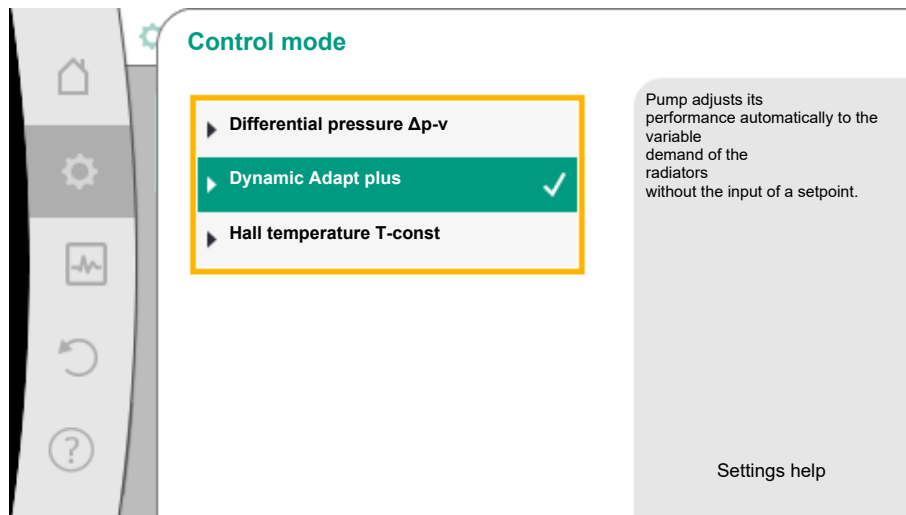 Control mode
Differential pressure Δp-v
Dynamic Adapt plus
Hall temperature T-const
Pump adjusts its
performance automatically to the
variable
demand of the
radiators
without the input of a setpoint.
Settings help
?